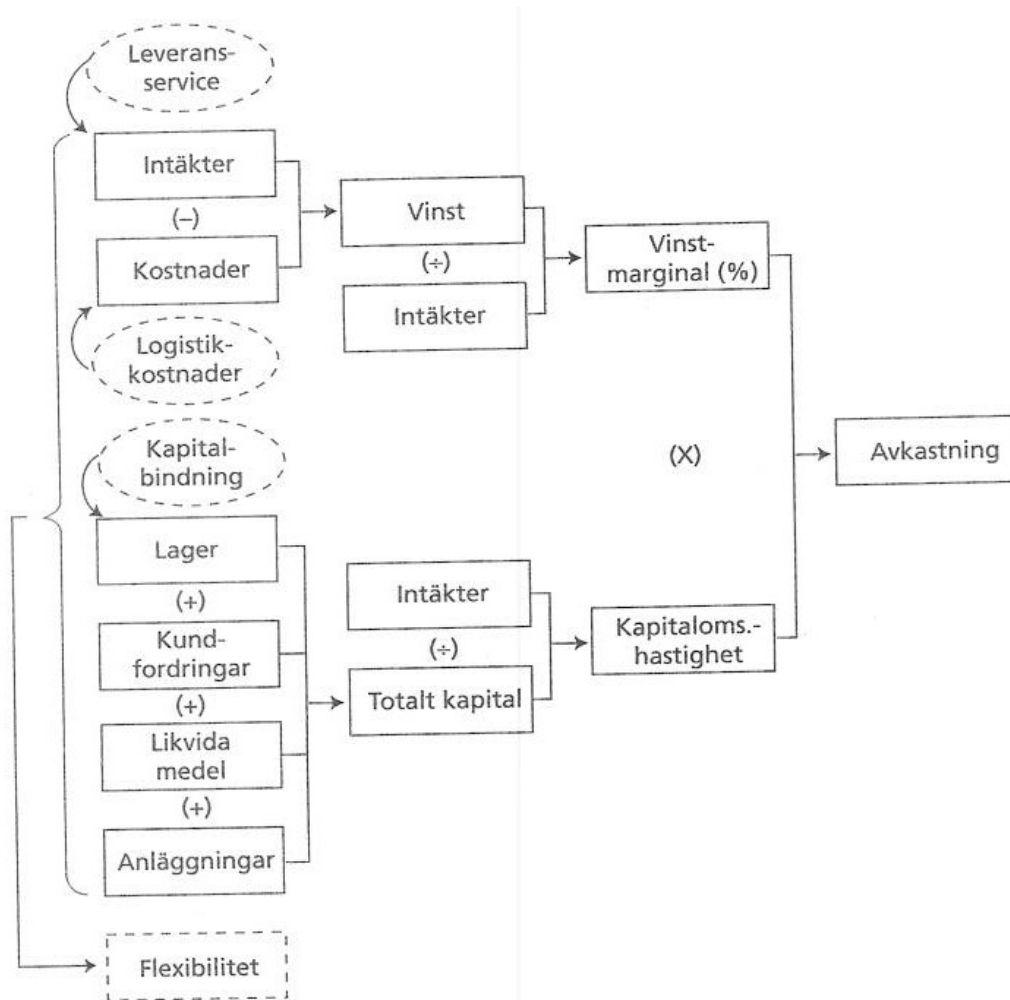 Leverans-
service
Intäkter
(−)
Kostnader
Logistik-
kostnader
Kapital-
bindning
Lager
(+)
Kund-
fordringar
(+)
Likvida
medel
(+)
Anläggningar
Flexibilitet
Vinst
(÷)
Intäkter
Intäkter
(÷)
Totalt kapital
Vinst-
marginal (%)
(X)
Kapitaloms.-
hastighet
Avkastning